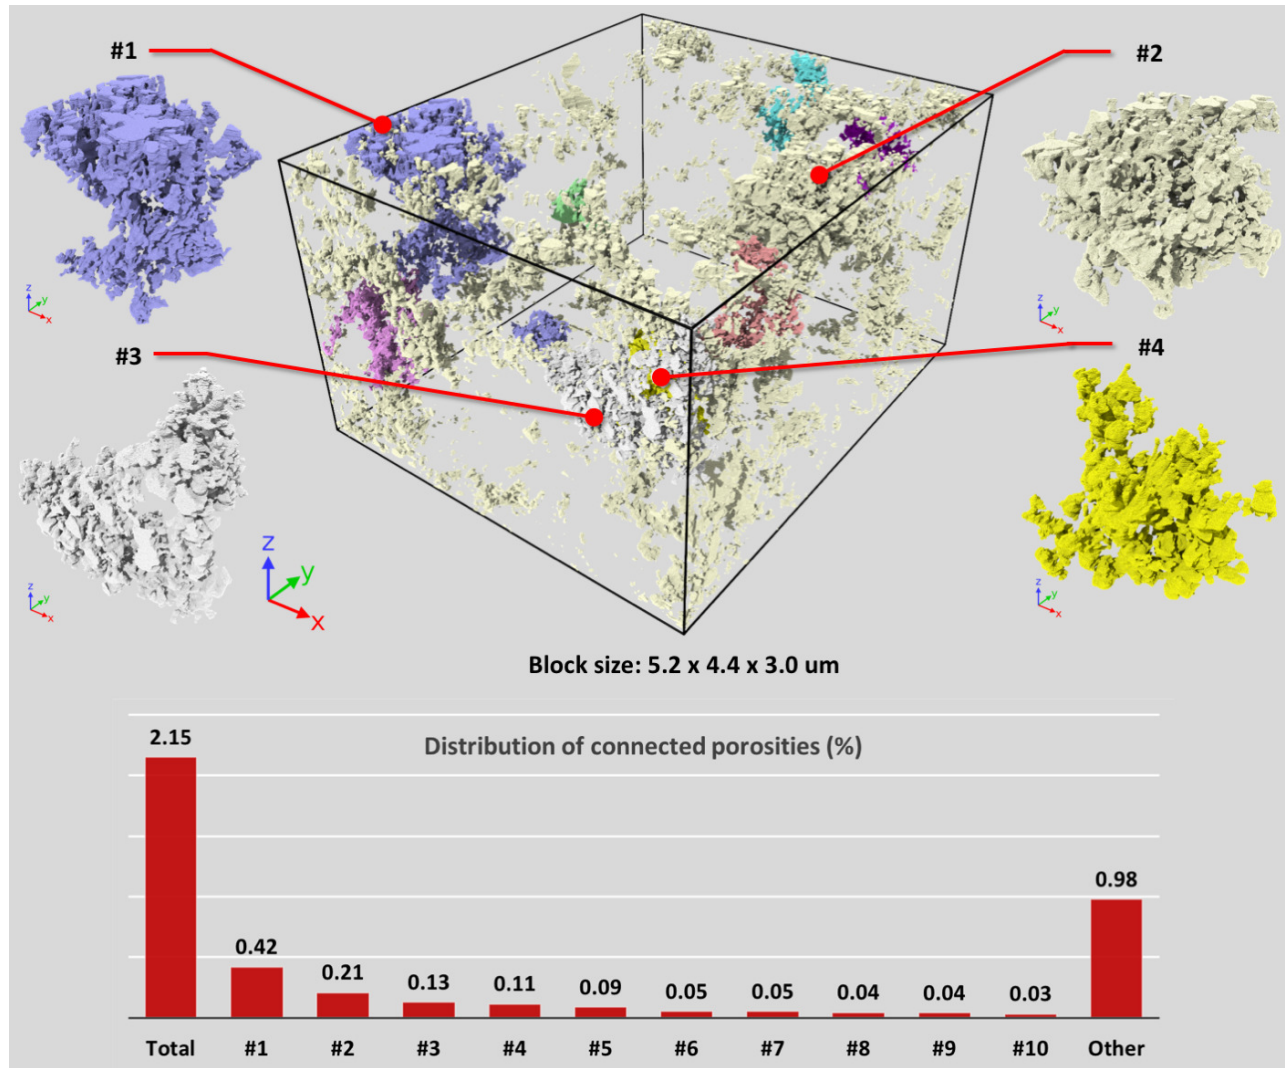 #1
#2
z
y
x
z
y
x
#3
#4
z
y
x
z
y
x
z
y
x
Block size: 5.2 x 4.4 x 3.0 um
Distribution of connected porosities (%)
2.15
0.42
0.21
0.13
0.11
0.09
0.05
0.05
0.04
0.04
0.03
0.98
Total #1 #2 #3 #4 #5 #6 #7 #8 #9 #10 Other